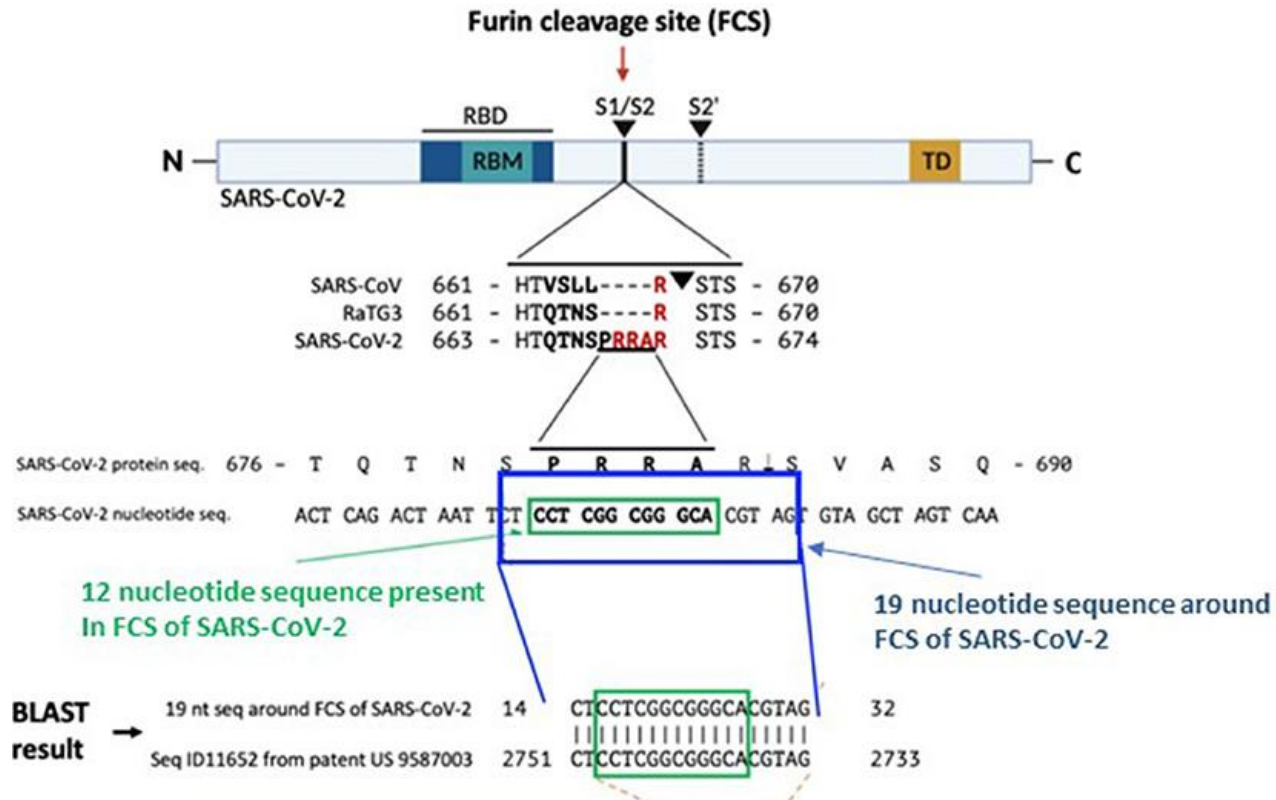 Furin cleavage site (FCS)
S1/S2 S2'
RBD
N RBM TD C
SARS-CoV-2
SARS-CoV 661 - HTVSLL----R STS - 670
RaTG3 661 - HTQTNS----R STS - 670
SARS-CoV-2 663 - HTQTNSPRRAR STS - 674
SARS-CoV-2 protein seq. 676 - T Q T N S P R R A R ↓ S V A S Q - 690
SARS-CoV-2 nucleotide seq. ACT CAG ACT AAT TCT CCT CGG CGG GCA CGT AGT GTA GCT AGT CAA
12 nucleotide sequence present
In FCS of SARS-CoV-2
19 nucleotide sequence around
FCS of SARS-CoV-2
BLAST
result
19 nt seq around FCS of SARS-CoV-2 14 CTCCTCGGCGGGCACGTAG 32
Seq ID11652 from patent US 9587003 2751 CTCCTCGGCGGGCACGTAG 2733